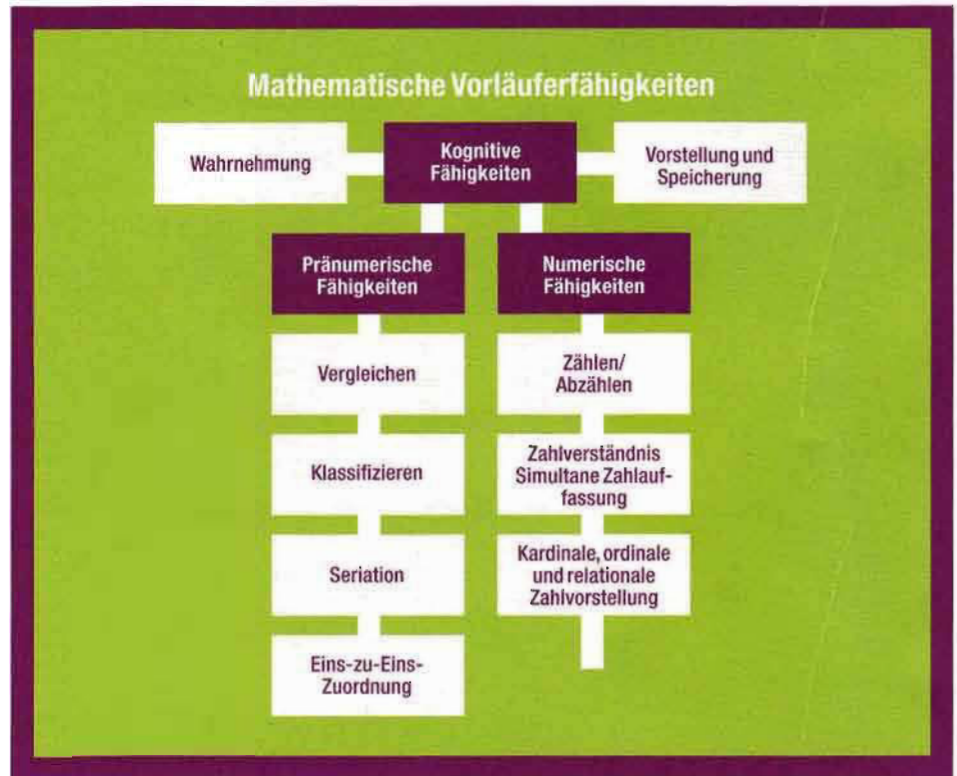 Mathematische Vorläuferfähigkeiten
Wahrnehmung
Kognitive
Fähigkeiten
Vorstellung und
Speicherung
Pränumerische
Fähigkeiten
Numerische
Fähigkeiten
Vergleichen
Zählen/
Abzählen
Klassifizieren
Zahlverständnis
Simultane Zahlauf-
fassung
Seriation
Kardinale, ordinale
und relationale
Zahlvorstellung
Eins-zu-Eins-
Zuordnung